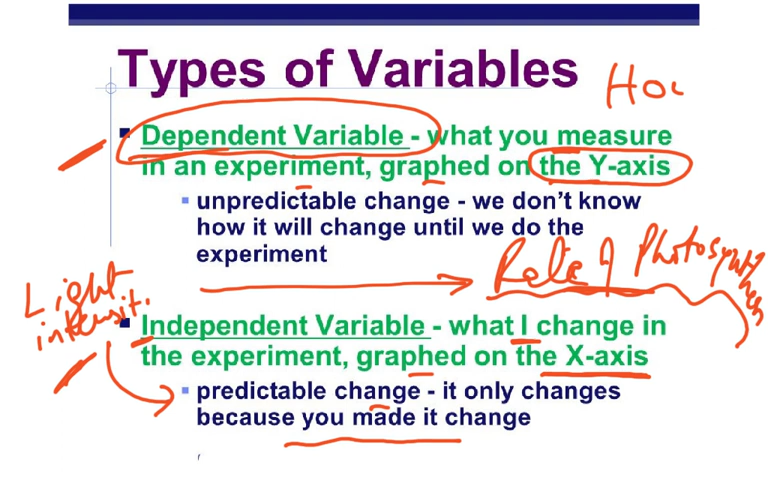 Types of Variables
Dependent Variable - what you measure
in an experiment, graphed on the Y-axis
unpredictable change - we don't know
how it will change until we do the
experiment
Rate of Photosynthesis
Light
Independent Variable - what I change in
the experiment, graphed on the X-axis
predictable change - it only changes
because you made it change